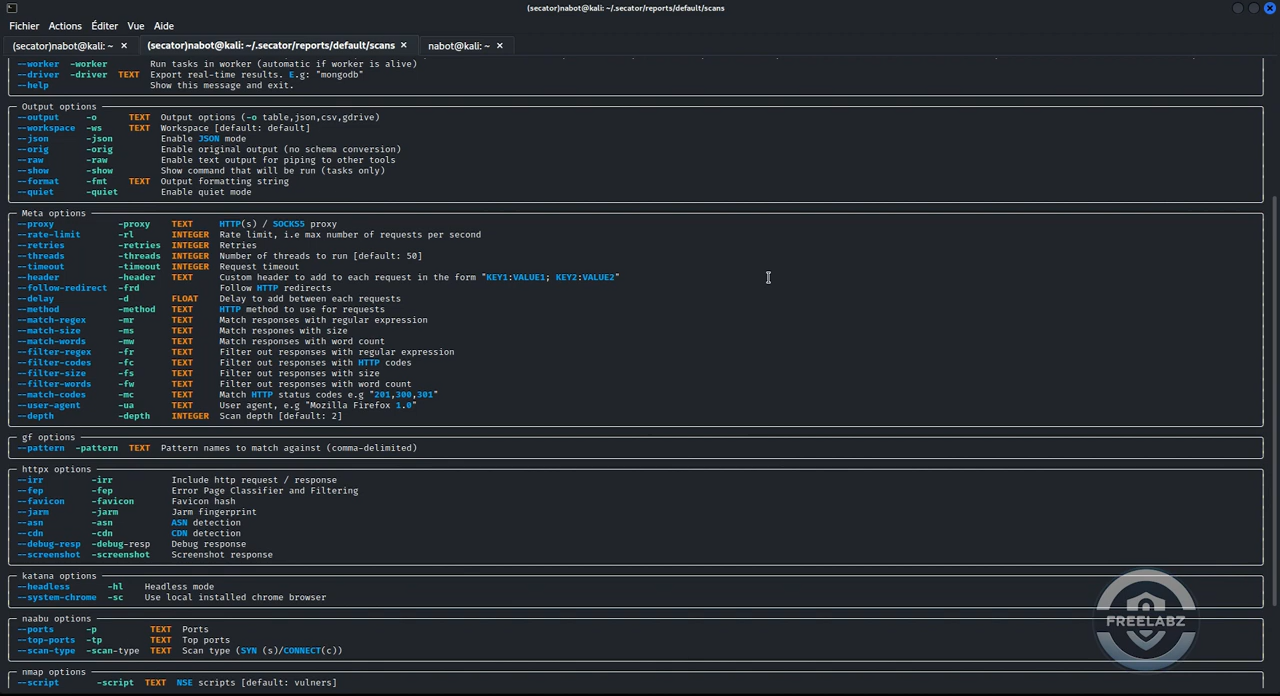 (secator)nabot@kali: ~/.secator/reports/default/scans
Fichier Actions Éditer Vue Aide
(secator)nabot@kali: ~ × (secator)nabot@kali: ~/.secator/reports/default/scans × nabot@kali: ~ ×
--worker -worker Run tasks in worker (automatic if worker is alive)
--driver -driver TEXT Export real-time results. E.g: "mongodb"
--help Show this message and exit.
Output options
--output -o TEXT Output options (-o table,json,csv,gdrive)
--workspace -ws TEXT Workspace [default: default]
--json -json Enable JSON mode
--orig -orig Enable original output (no schema conversion)
--raw -raw Enable text output for piping to other tools
--show -show Show command that will be run (tasks only)
--format -fmt TEXT Output formatting string
--quiet -quiet Enable quiet mode
Meta options
--proxy -proxy TEXT HTTP(s) / SOCKS5 proxy
--rate-limit -rl INTEGER Rate limit, i.e max number of requests per second
--retries -retries INTEGER Retries
--threads -threads INTEGER Number of threads to run [default: 50]
--timeout -timeout INTEGER Request timeout
--header -header TEXT Custom header to add to each request in the form "KEY1:VALUE1; KEY2:VALUE2"
--follow-redirect -frd Follow HTTP redirects
--delay -d FLOAT Delay to add between each requests
--method -method TEXT HTTP method to use for requests
--match-regex -mr TEXT Match responses with regular expression
--match-size -ms TEXT Match respones with size
--match-words -mw TEXT Match responses with word count
--filter-regex -fr TEXT Filter out responses with regular expression
--filter-codes -fc TEXT Filter out responses with HTTP codes
--filter-size -fs TEXT Filter out responses with size
--filter-words -fw TEXT Filter out responses with word count
--match-codes -mc TEXT Match HTTP status codes e.g "201,300,301"
--user-agent -ua TEXT User agent, e.g "Mozilla Firefox 1.0"
--depth -depth INTEGER Scan depth [default: 2]
gf options
--pattern -pattern TEXT Pattern names to match against (comma-delimited)
httpx options
--irr -irr Include http request / response
--fep -fep Error Page Classifier and Filtering
--favicon -favicon Favicon hash
--jarm -jarm Jarm fingerprint
--asn -asn ASN detection
--cdn -cdn CDN detection
--debug-resp -debug-resp Debug response
--screenshot -screenshot Screenshot response
katana options
--headless -hl Headless mode
--system-chrome -sc Use local installed chrome browser
naabu options
--ports -p TEXT Ports
--top-ports -tp TEXT Top ports
--scan-type -scan-type TEXT Scan type (SYN (s)/CONNECT(c))
nmap options
--script -script TEXT NSE scripts [default: vulners]
FREELABZ